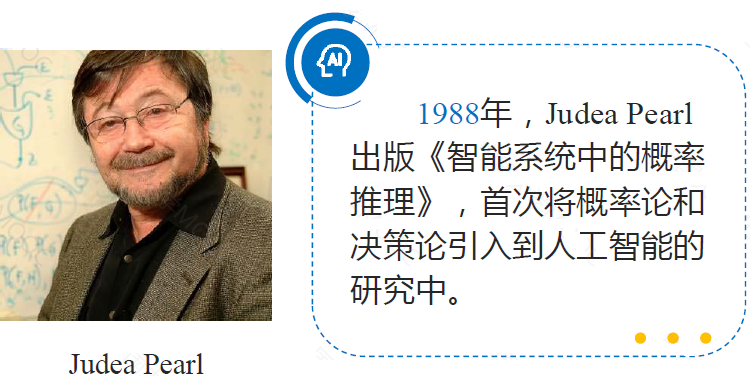 AI
1988年，Judea Pearl
出版《智能系统中的概率
推理》，首次将概率论和
决策论引入到人工智能的
研究中。
Judea Pearl